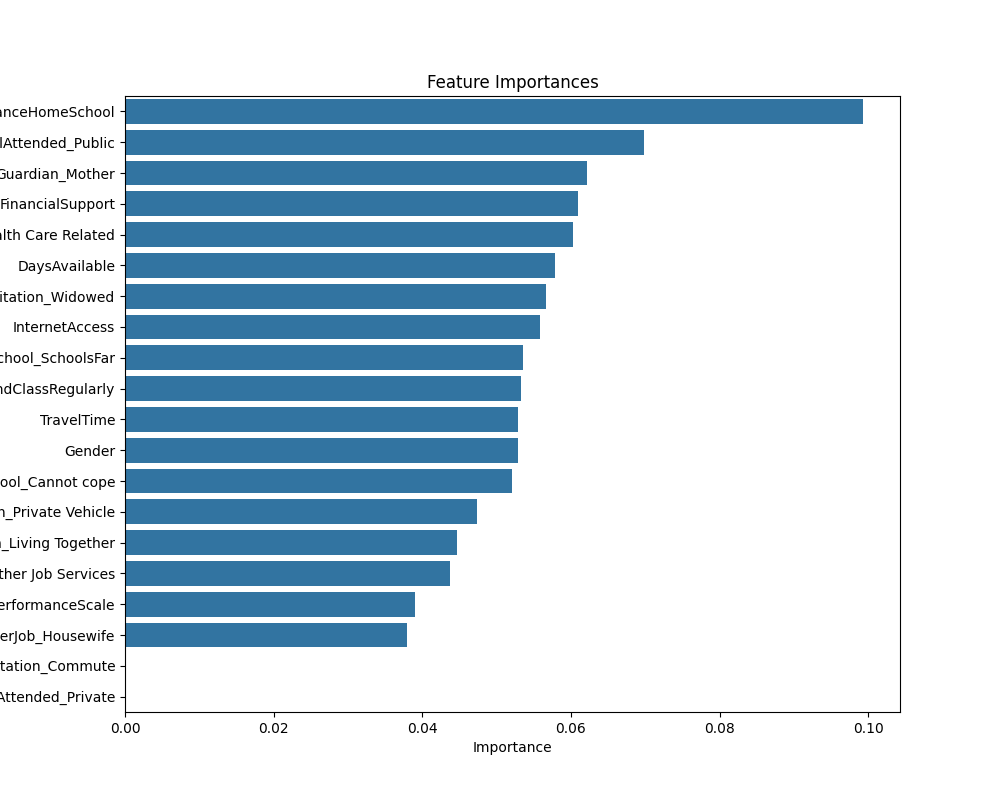 Feature Importances
anceHomeSchool
lAttended_Public
Guardian_Mother
FinancialSupport
alth Care Related
DaysAvailable
itation_Widowed
InternetAccess
chool_SchoolsFar
ndClassRegularly
TravelTime
Gender
ool_Cannot cope
n_Private Vehicle
_Living Together
ther Job Services
erformanceScale
erJob_Housewife
tation_Commute
Attended_Private
0.00 0.02 0.04 0.06 0.08 0.10
Importance